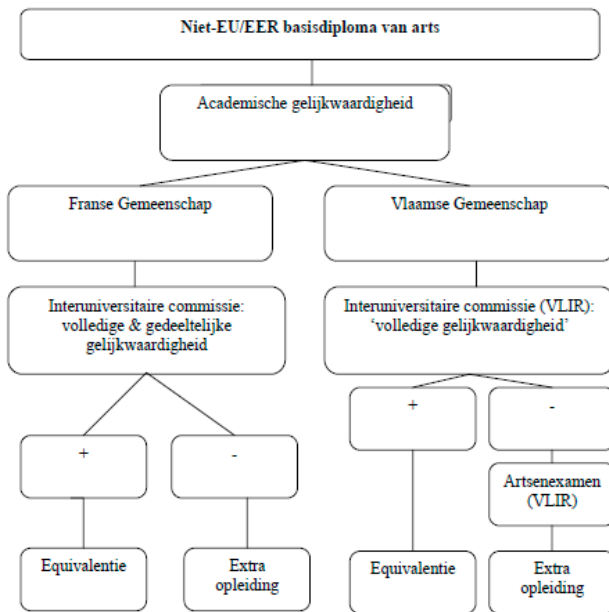 Niet-EU/EER basisdiploma van arts
Academische gelijkwaardigheid
Franse Gemeenschap
Vlaamse Gemeenschap
Interuniversitaire commissie:
volledige & gedeeltelijke
gelijkwaardigheid
Interuniversitaire commissie (VLIR):
‘volledige gelijkwaardigheid’
+
-
+
-
Artsenexamen
(VLIR)
Equivalentie
Extra
opleiding
Equivalentie
Extra
opleiding